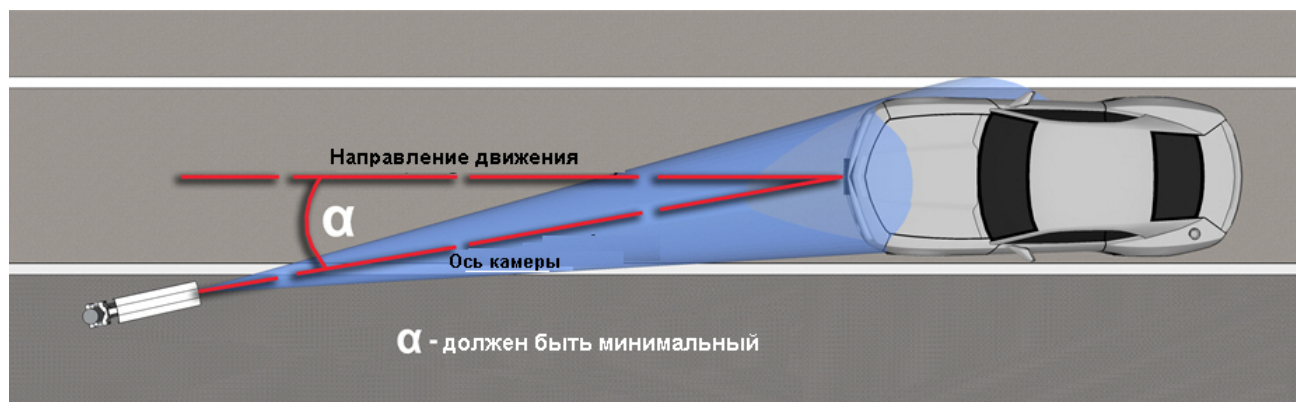 Направление движения
α
Ось камеры
α - должен быть минимальный